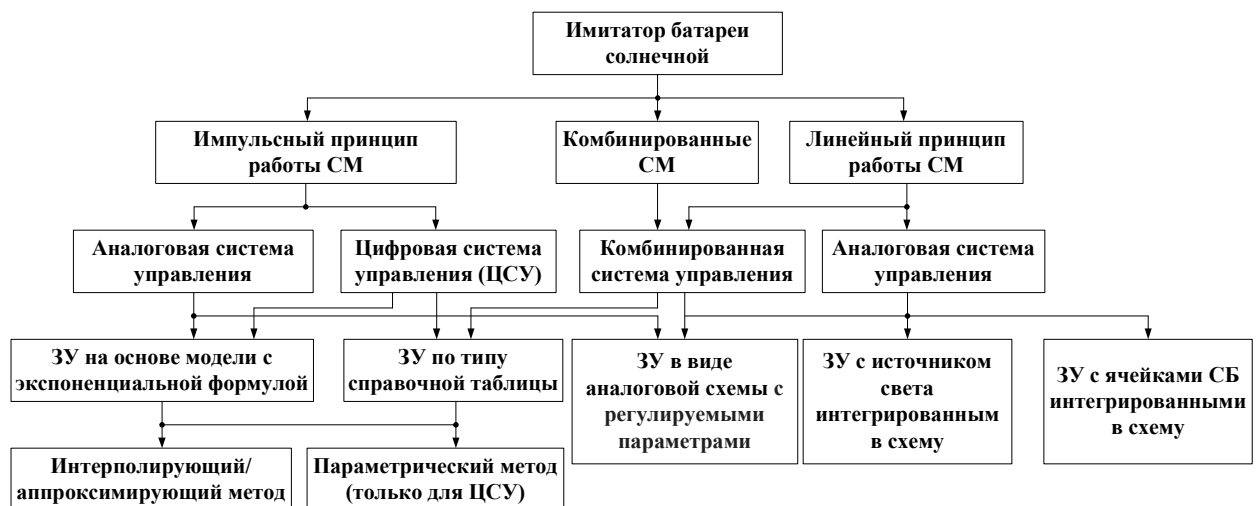 Имитатор батареи
солнечной
Импульсный принцип
работы СМ
Комбинированные
СМ
Линейный принцип
работы СМ
Аналоговая система
управления
Цифровая система
управления (ЦСУ)
Комбинированная
система управления
Аналоговая система
управления
ЗУ на основе модели с
экспоненциальной формулой
ЗУ по типу
справочной таблицы
ЗУ в виде
аналоговой схемы с
регулируемыми
параметрами
ЗУ с источником
света
интегрированным
в схему
ЗУ с ячейками СБ
интегрированными
в схему
Интерполирующий/
аппроксимирующий метод
Параметрический метод
(только для ЦСУ)